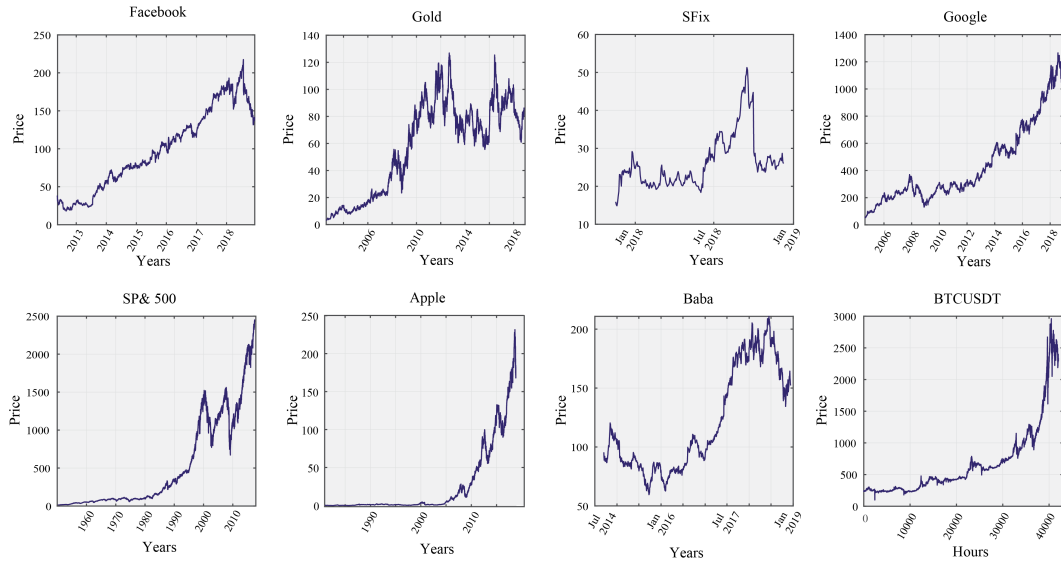 Facebook
250
200
150
100
50
0
Price
2013
2014
2015
2016
2017
2018
Years
Gold
140
120
100
80
60
40
20
0
Price
2006
2010
2014
2018
Years
SFix
60
50
40
30
20
10
Price
Jan 2018
Jul 2018
Jan 2019
Years
Google
1400
1200
1000
800
600
400
200
0
Price
2006
2008
2010
2012
2014
2016
2018
Years
SP& 500
2500
2000
1500
1000
500
0
Price
1960
1970
1980
1990
2000
2010
Years
Apple
250
200
150
100
50
0
Price
1990
2000
2010
Years
Baba
200
150
100
50
Price
Jul 2014
Jan 2016
Jul 2017
Jan 2019
Years
BTCUSDT
3000
2500
2000
1500
1000
500
0
Price
0
10000
20000
30000
40000
Hours